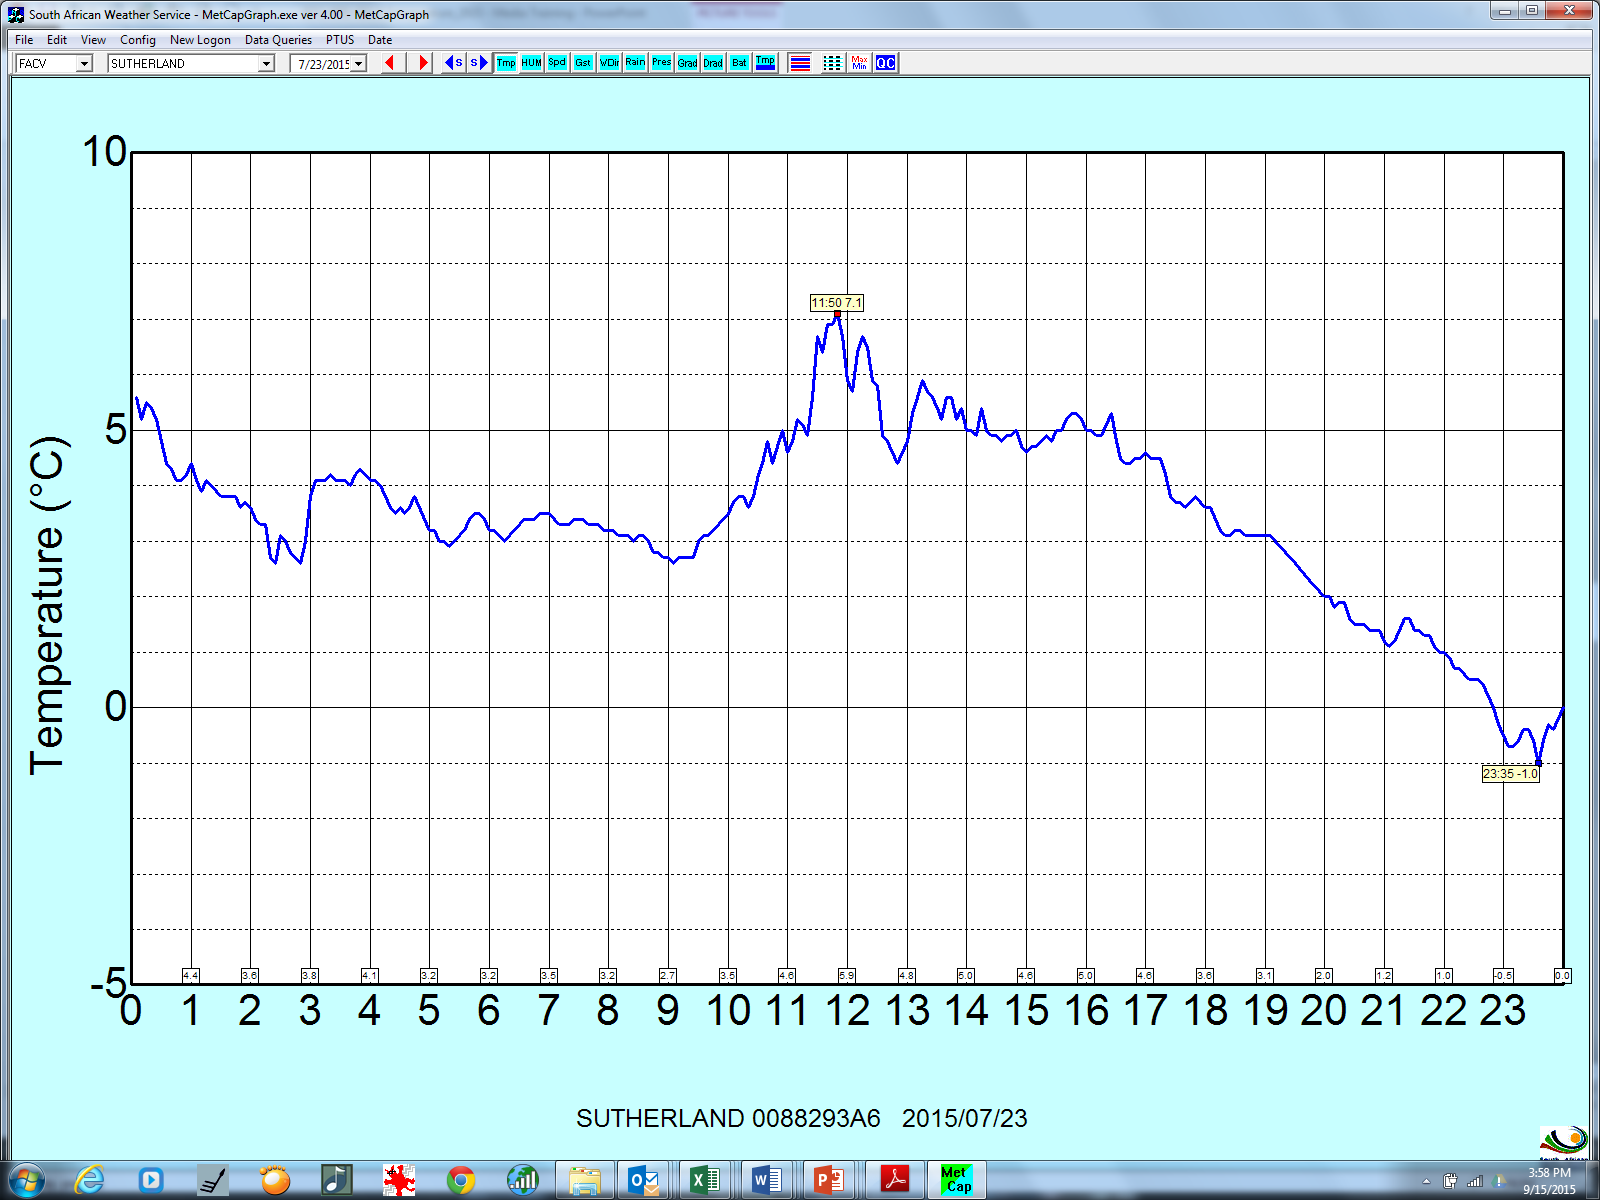 South African Weather Service - MetCapGraph.exe ver 4.00 - MetCapGraph
File Edit View Config New Logon Data Queries PTUS Date
FACV SUTHERLAND 7/23/2015 S S Tmp HUM Spd Gst WDir Rain Pres Grad Drad Bat Tmp Max Min QC
10
11:50 7.1
5
Temperature (°C)
0
23:35 -1.0
4.4 3.6 3.8 4.1 3.2 3.2 3.5 3.2 2.7 3.5 4.6 5.9 4.8 5.0 4.6 5.0 4.6 3.6 3.1 2.0 1.2 1.0 -0.5 0.0
-5
0 1 2 3 4 5 6 7 8 9 10 11 12 13 14 15 16 17 18 19 20 21 22 23
SUTHERLAND 0088293A6 2015/07/23
Met
Cap
3:58 PM
9/15/2015